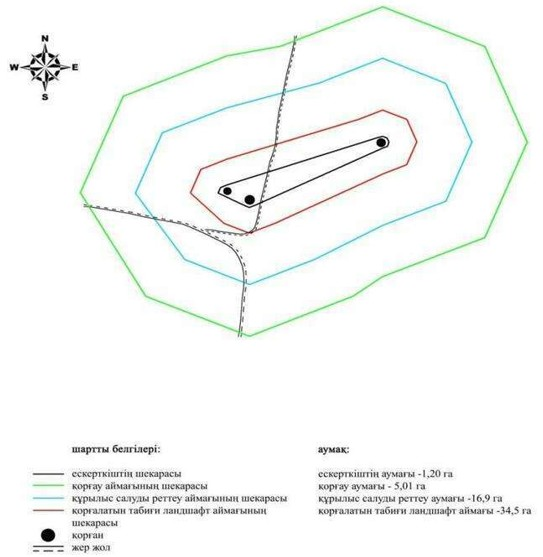 N
W E
S
шартты белгілері: аумақ:
ескерткіштің шекарасы ескерткіштің аумағы -1,20 га
қорғау аймағының шекарасы қорғау аумағы - 5,01 га
құрылыс салуды реттеу аймағының шекарасы құрылыс салуды реттеу аумағы -16,9 га
қорғалатын табиғи ландшафт аймағының қорғалатын табиғи ландшафт аймағы -34,5 га
шекарасы
қорған
жер жол